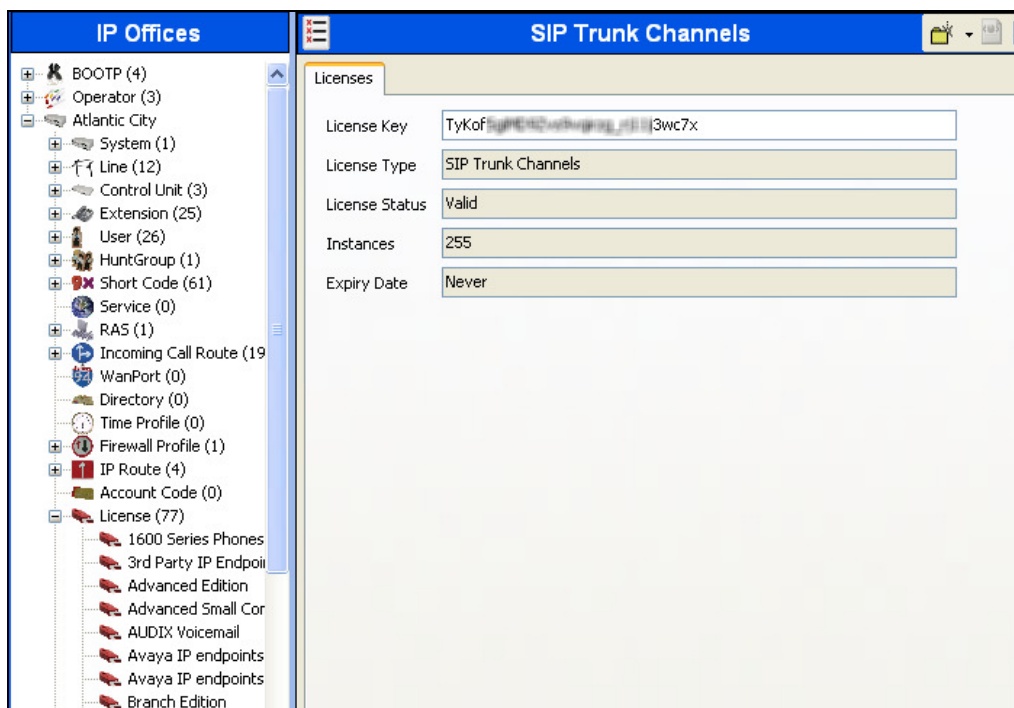 IP Offices
BOOTP (4)
Operator (3)
Atlantic City
System (1)
Line (12)
Control Unit (3)
Extension (25)
User (26)
HuntGroup (1)
Short Code (61)
Service (0)
RAS (1)
Incoming Call Route (19
WanPort (0)
Directory (0)
Time Profile (0)
Firewall Profile (1)
IP Route (4)
Account Code (0)
License (77)
1600 Series Phones
3rd Party IP Endpoi
Advanced Edition
Advanced Small Cor
AUDIX Voicemail
Avaya IP endpoints
Avaya IP endpoints
Branch Edition
SIP Trunk Channels
Licenses
License Key TyKof 3wc7x
License Type SIP Trunk Channels
License Status Valid
Instances 255
Expiry Date Never